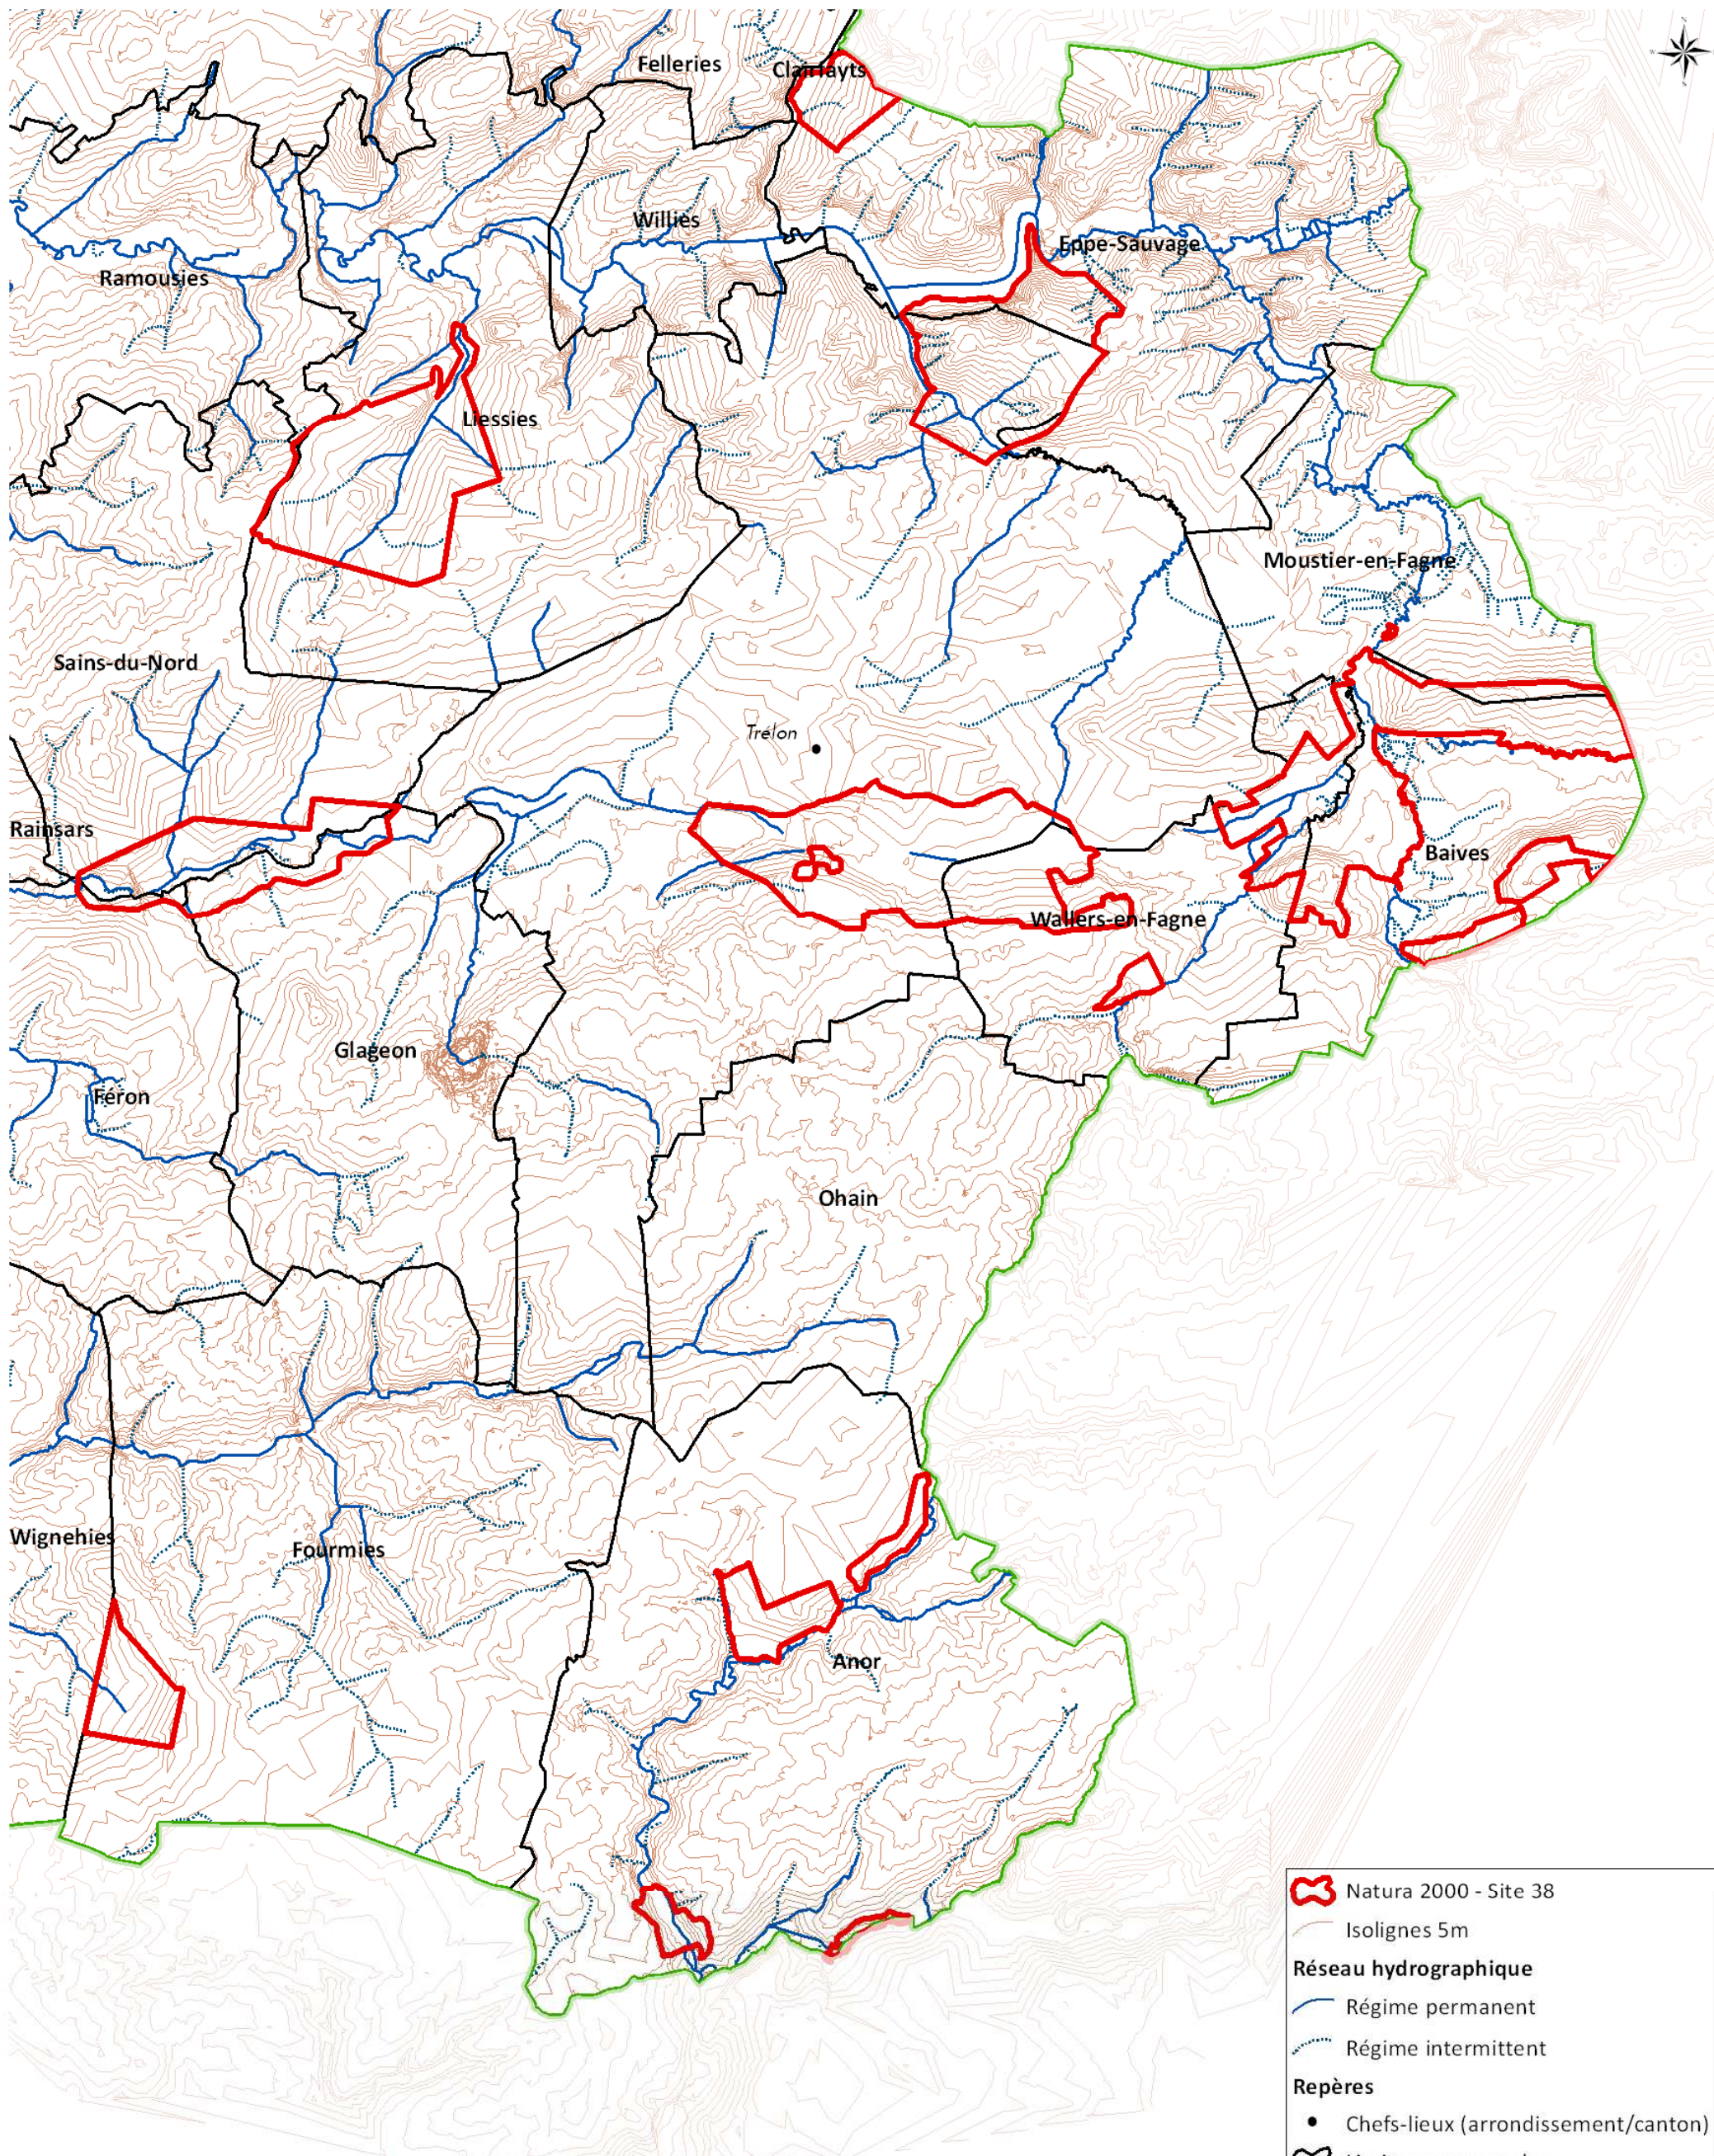 Felleries
Clairfayts
Willies
Eppe-Sauvage
Ramousies
Liessies
Moustier-en-Fagne
Sains-du-Nord
Trélon
Rainsars
Baives
Wallers-en-Fagne
Glageon
Féron
Ohain
Wignehies
Fourmies
Anor
Natura 2000 - Site 38
Isolignes 5m
Réseau hydrographique
Régime permanent
Régime intermittent
Repères
Chefs-lieux (arrondissement/canton)